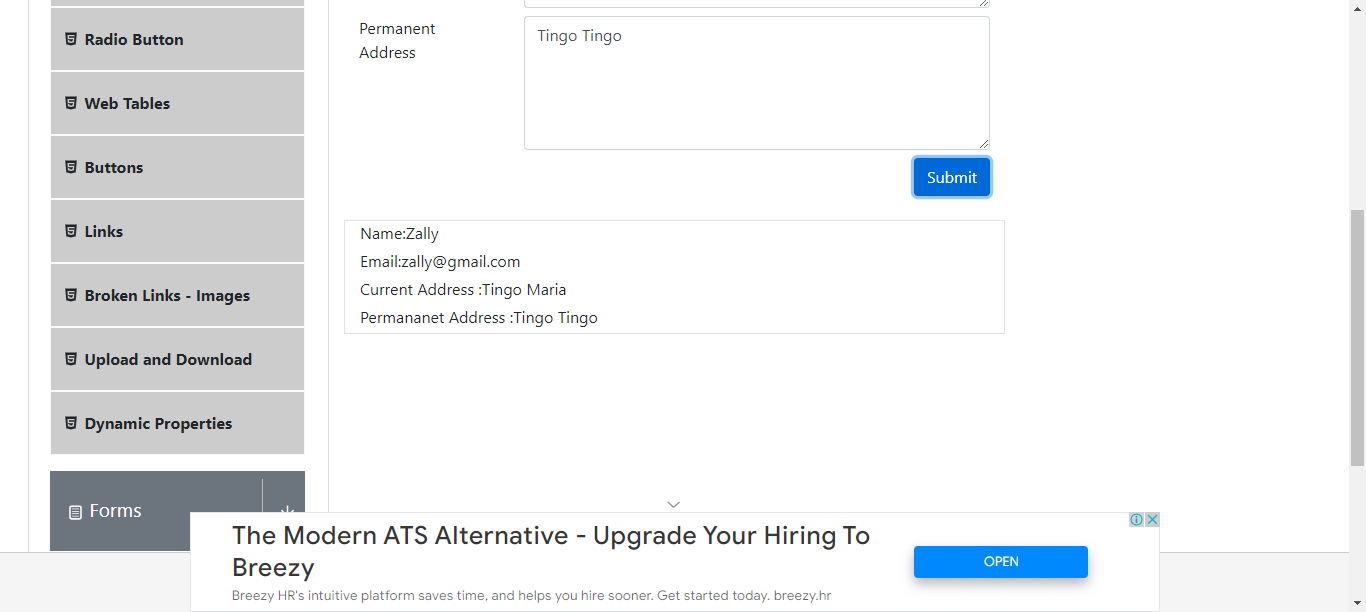 Radio Button
Web Tables
Buttons
Links
Broken Links - Images
Upload and Download
Dynamic Properties
Forms
Permanent
Address
Tingo Tingo
Submit
Name:Zally
Email:zally@gmail.com
Current Address :Tingo Maria
Permananet Address :Tingo Tingo
The Modern ATS Alternative - Upgrade Your Hiring To
Breezy
Breezy HR's intuitive platform saves time, and helps you hire sooner. Get started today. breezy.hr
OPEN